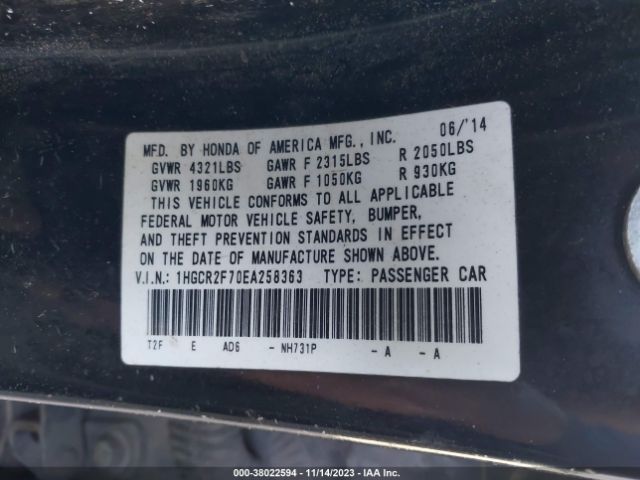 MFD. BY HONDA OF AMERICA MFG., INC. 06/'14
GVWR 4321LBS GAWR F 2315LBS R 2050LBS
GVWR 1960KG GAWR F 1050KG R 930KG
THIS VEHICLE CONFORMS TO ALL APPLICABLE
FEDERAL MOTOR VEHICLE SAFETY, BUMPER,
AND THEFT PREVENTION STANDARDS IN EFFECT
ON THE DATE OF MANUFACTURE SHOWN ABOVE.
V.I.N.: 1HGCR2F70EA258363 TYPE: PASSENGER CAR
T2F E AD6 - NH731P - A - A
000-38022594 - 11/14/2023 - IAA Inc.